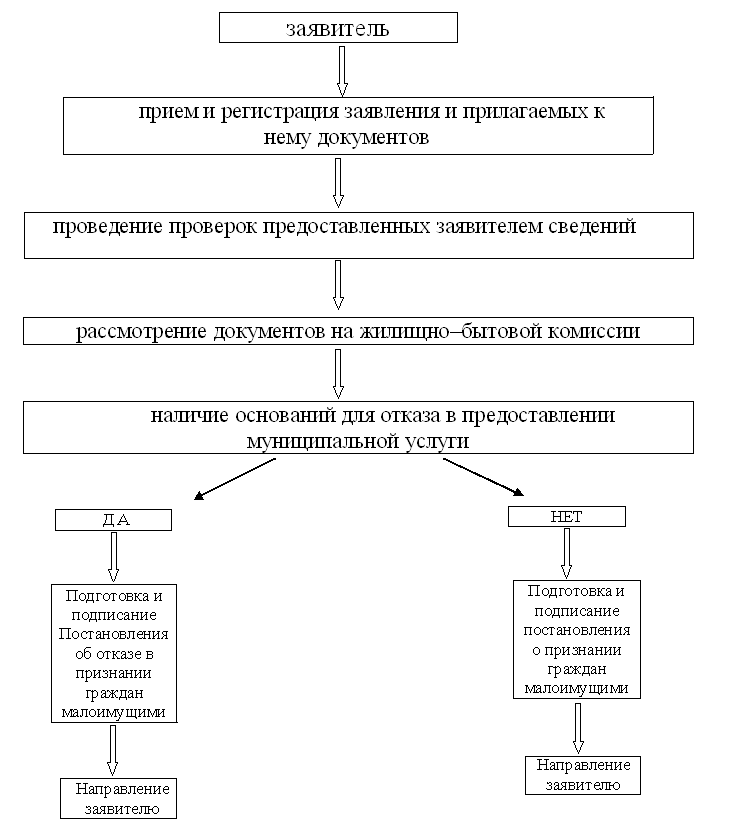 заявитель
прием и регистрация заявления и прилагаемых к
нему документов
проведение проверок предоставленных заявителем сведений
рассмотрение документов на жилищно–бытовой комиссии
наличие оснований для отказа в предоставлении
муниципальной услуги
ДА
Подготовка и
подписание
Постановления
об отказе в
признании
граждан
малоимущими
Направление
заявителю
НЕТ
Подготовка и
подписание
постановления
о признании
граждан
малоимущими
Направление
заявителю